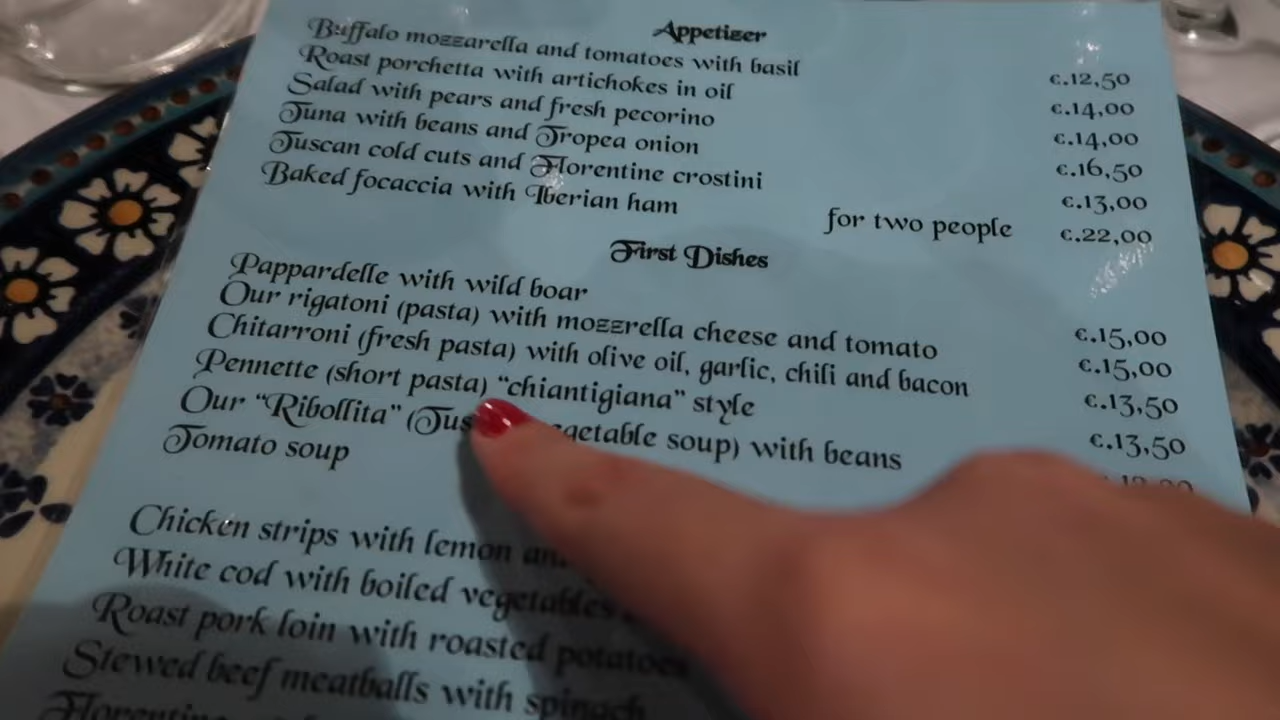 Appetizer
Buffalo mozzarella and tomatoes with basil €.12,50
Roast porchetta with artichokes in oil €.14,00
Salad with pears and fresh pecorino €.14,00
Tuna with beans and Tropea onion €.16,50
Tuscan cold cuts and Florentine crostini €.13,00
Baked focaccia with Iberian ham for two people €.22,00
First Dishes
Pappardelle with wild boar €.15,00
Our rigatoni (pasta) with mozzrella cheese and tomato €.15,00
Chitarroni (fresh pasta) with olive oil, garlic, chili and bacon €.13,50
Pennette (short pasta) “chiantigiana” style €.13,50
Our “Ribollita” (Tus getable soup) with beans
Tomato soup
Chicken strips with lemon
White cod with boiled vegetables
Roast pork loin with roasted potatoes
Stewed beef meatballs with spinach